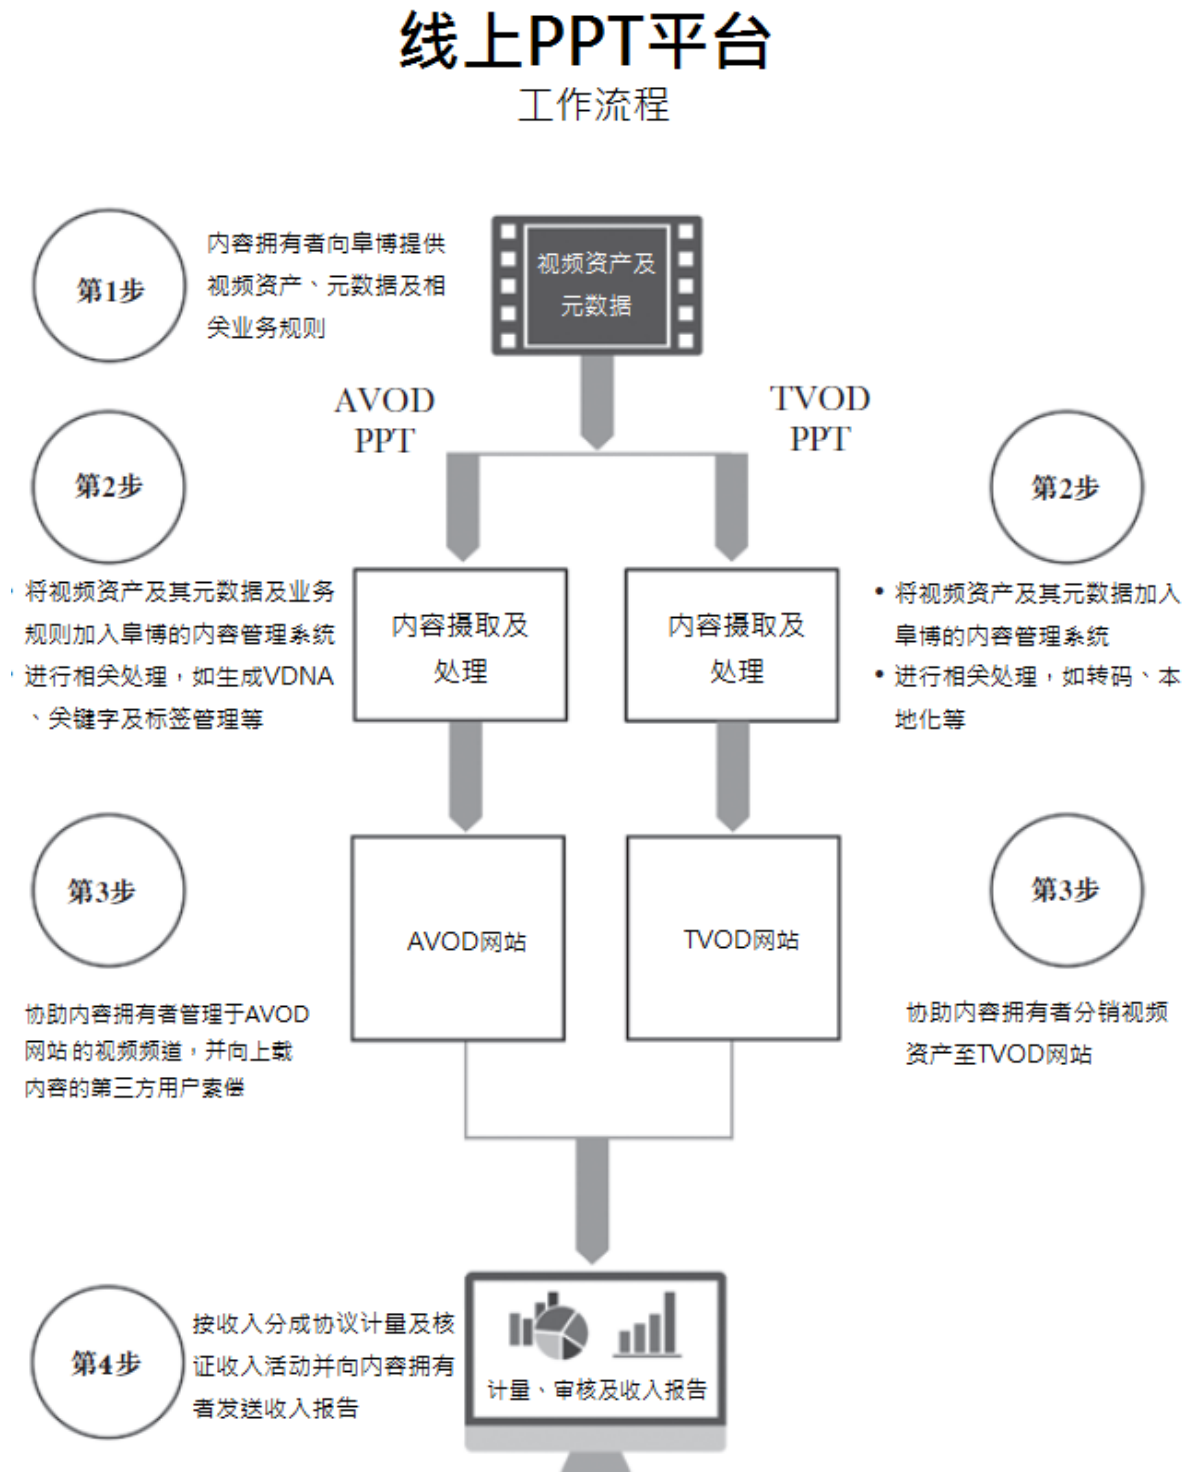 线上PPT平台
工作流程
第1步
内容拥有者向阜博提供
视频资产、元数据及相
关业务规则
视频资产及
元数据
AVOD
PPT
TVOD
PPT
第2步
• 将视频资产及其元数据及业务
规则加入阜博的内容管理系统
• 进行相关处理，如生成VDNA
、关键字及标签管理等
内容摄取及
处理
内容摄取及
处理
第2步
• 将视频资产及其元数据加入
阜博的内容管理系统
• 进行相关处理，如转码、本
地化等
第3步
协助内容拥有者管理于AVOD
网站的视频频道，并向上载
内容的第三方用户索偿
AVOD网站
TVOD网站
第3步
协助内容拥有者分销视频
资产至TVOD网站
第4步
按收入分成协议计量及核
证收入活动并向内容拥有
者发送收入报告
计量、审核及收入报告